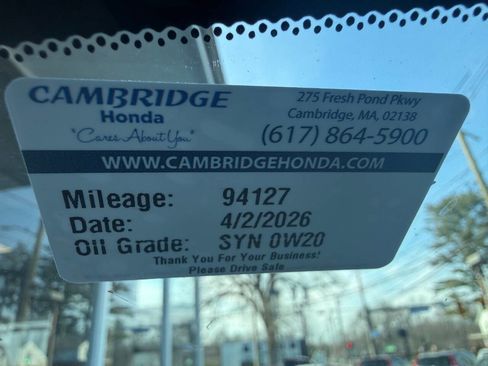 CAMBRIDGE
Honda
"Cares About You"
275 Fresh Pond Pkwy
Cambridge, MA, 02138
(617) 864-5900
WWW.CAMBRIDGEHONDA.COM
Mileage: 94127
Date: 4/2/2026
Oil Grade: SYN 0W20
Thank You For Your Business!
Please Drive Safe